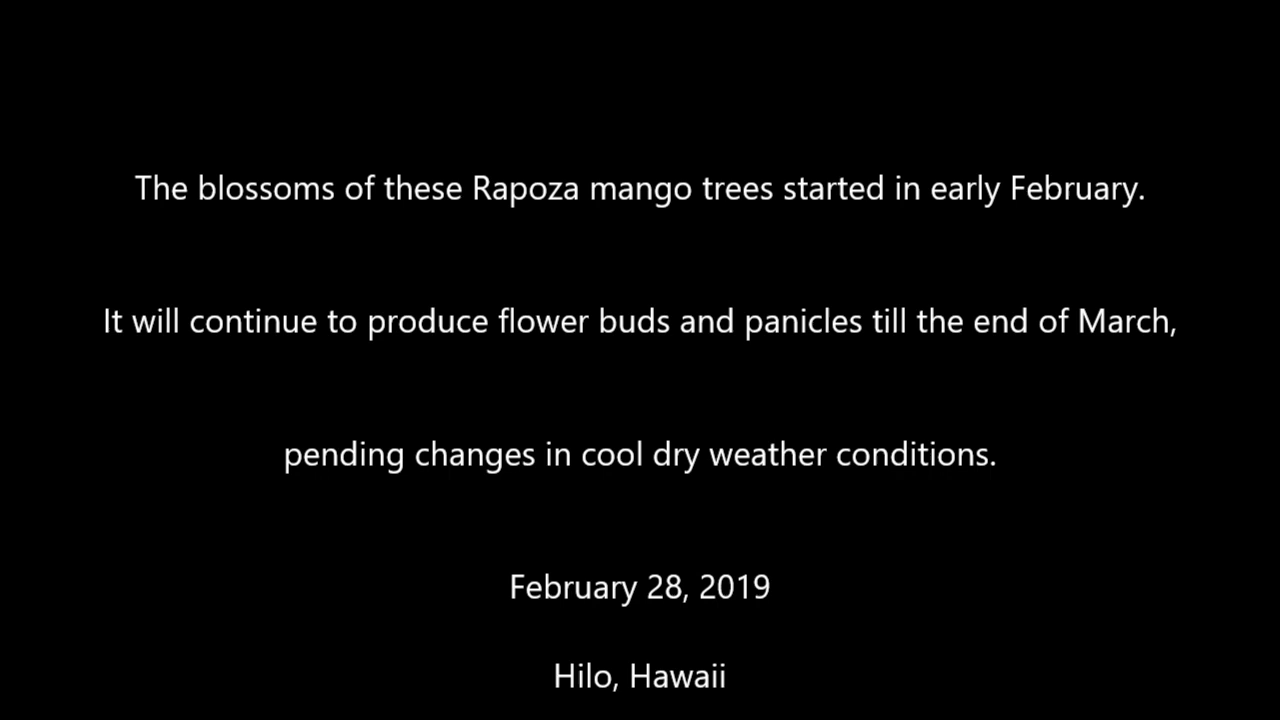 The blossoms of these Rapoza mango trees started in early February.
It will continue to produce flower buds and panicles till the end of March,
pending changes in cool dry weather conditions.
February 28, 2019
Hilo, Hawaii